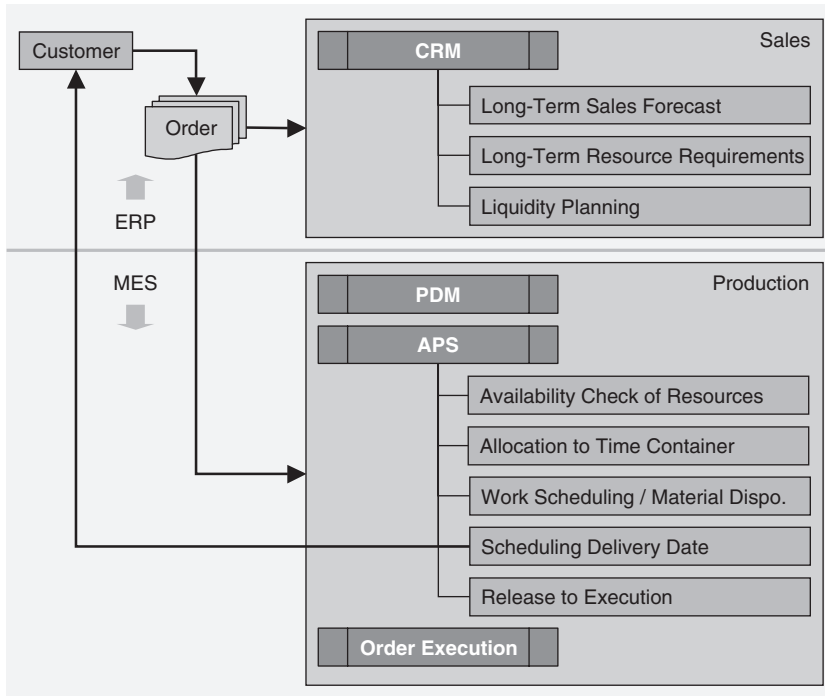 Customer
Order
ERP
MES
Sales
CRM
Long-Term Sales Forecast
Long-Term Resource Requirements
Liquidity Planning
Production
PDM
APS
Availability Check of Resources
Allocation to Time Container
Work Scheduling / Material Dispo.
Scheduling Delivery Date
Release to Execution
Order Execution